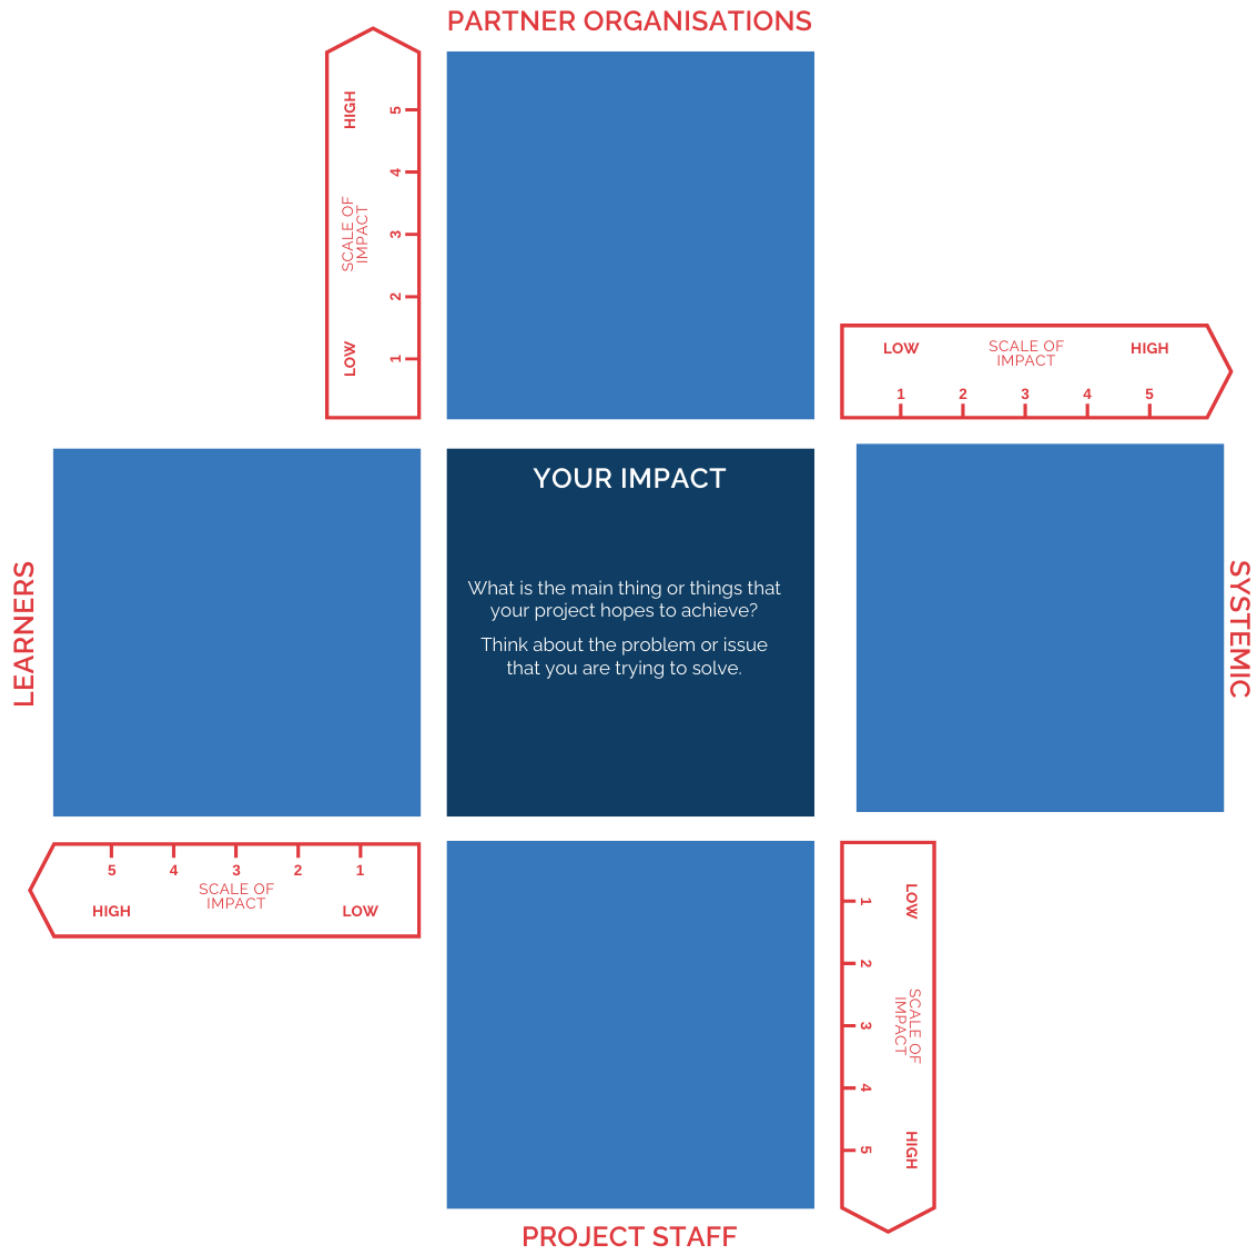 PARTNER ORGANISATIONS
HIGH
SCALE OF
IMPACT
LOW
5
4
3
2
1
LOW
SCALE OF
IMPACT
HIGH
1 2 3 4 5
LEARNERS
YOUR IMPACT
What is the main thing or things that
your project hopes to achieve?
Think about the problem or issue
that you are trying to solve.
SYSTEMIC
5 4 3 2 1
SCALE OF
IMPACT
HIGH
LOW
1
2
3
4
5
LOW
SCALE OF
IMPACT
HIGH
PROJECT STAFF